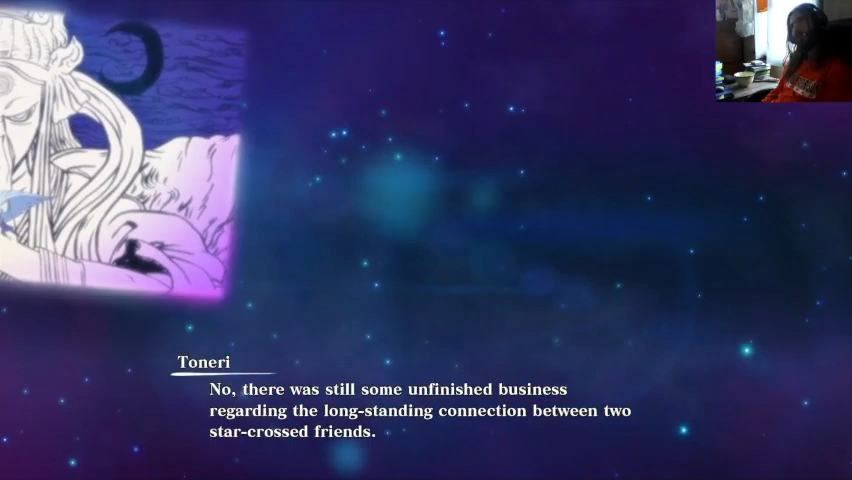 Toneri
No, there was still some unfinished business
regarding the long-standing connection between two
star-crossed friends.